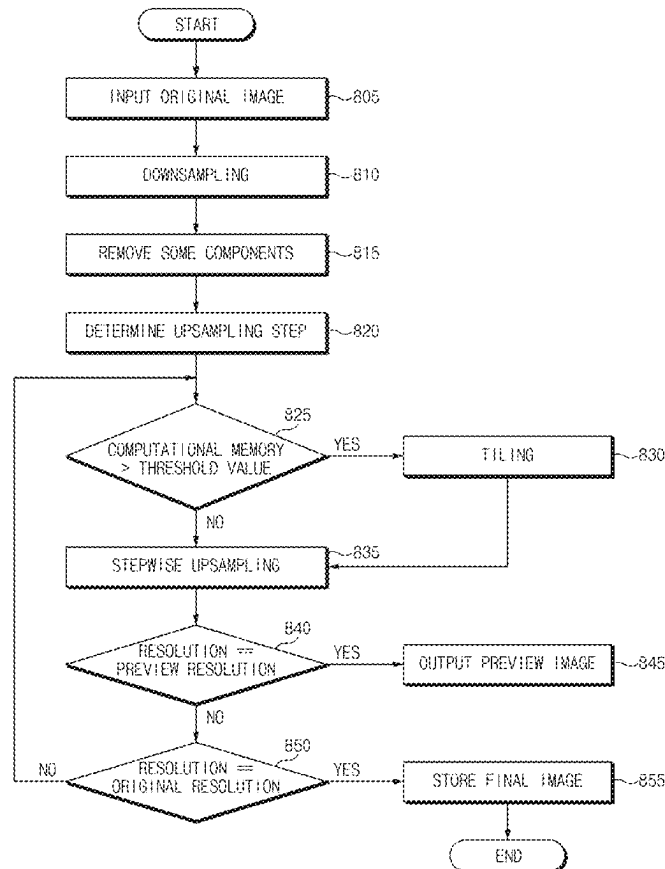 START
INPUT ORIGINAL IMAGE
805
DOWNSAMPLING
810
REMOVE SOME COMPONENTS
815
DETERMINE UPSAMPLING STEP
820
825
COMPUTATIONAL MEMORY
> THRESHOLD VALUE
YES
TILING
830
NO
835
STEPWISE UPSAMPLING
840
RESOLUTION ==
PREVIEW RESOLUTION
YES
OUTPUT PREVIEW IMAGE
845
NO
850
NO
RESOLUTION ==
ORIGINAL RESOLUTION
YES
STORE FINAL IMAGE
855
END